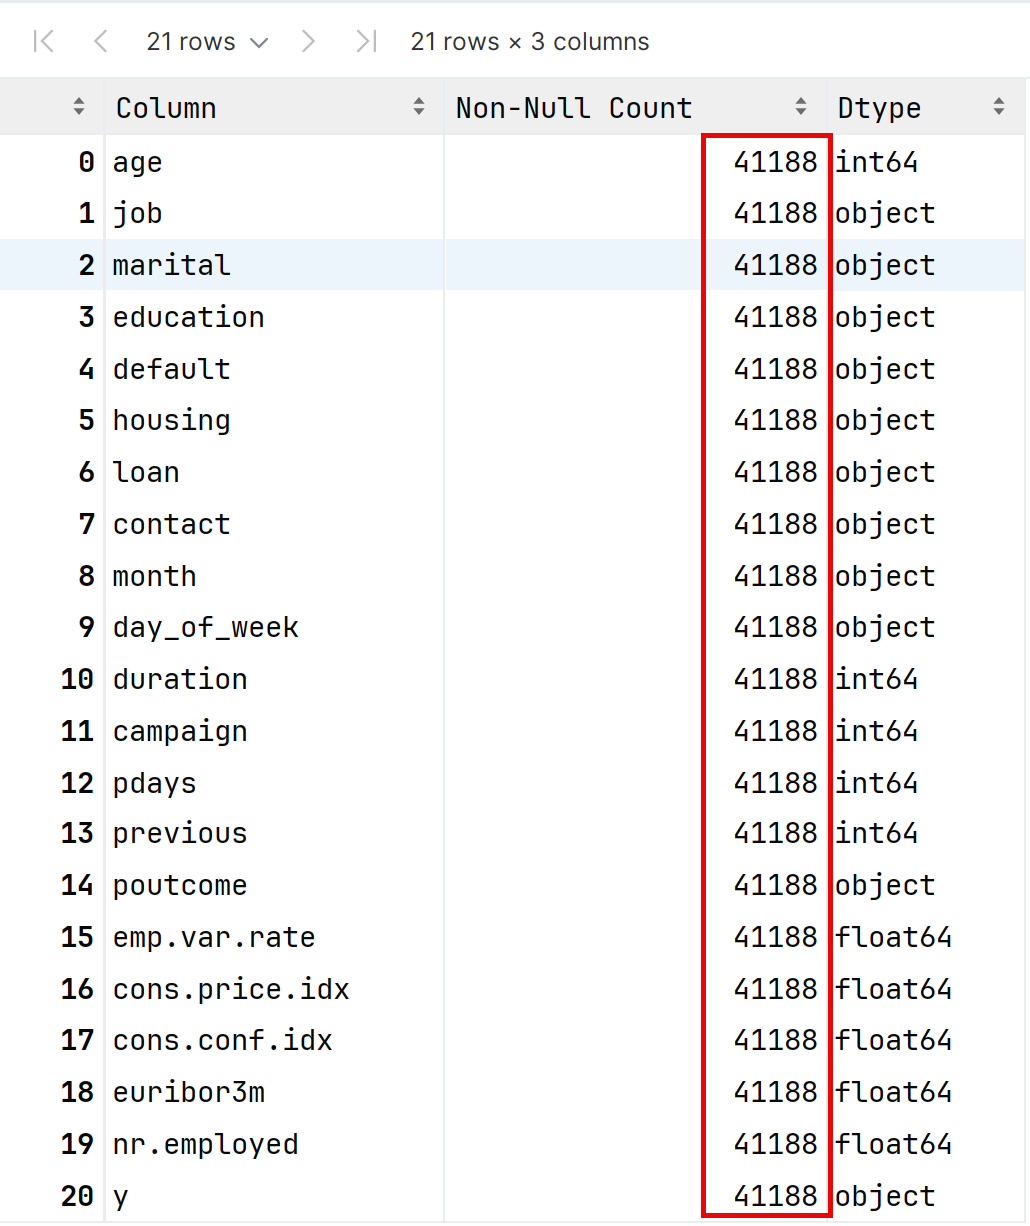 21 rows 21 rows × 3 columns
Column Non-Null Count Dtype
0 age 41188 int64
1 job 41188 object
2 marital 41188 object
3 education 41188 object
4 default 41188 object
5 housing 41188 object
6 loan 41188 object
7 contact 41188 object
8 month 41188 object
9 day_of_week 41188 object
10 duration 41188 int64
11 campaign 41188 int64
12 pdays 41188 int64
13 previous 41188 int64
14 poutcome 41188 object
15 emp.var.rate 41188 float64
16 cons.price.idx 41188 float64
17 cons.conf.idx 41188 float64
18 euribor3m 41188 float64
19 nr.employed 41188 float64
20 y 41188 object